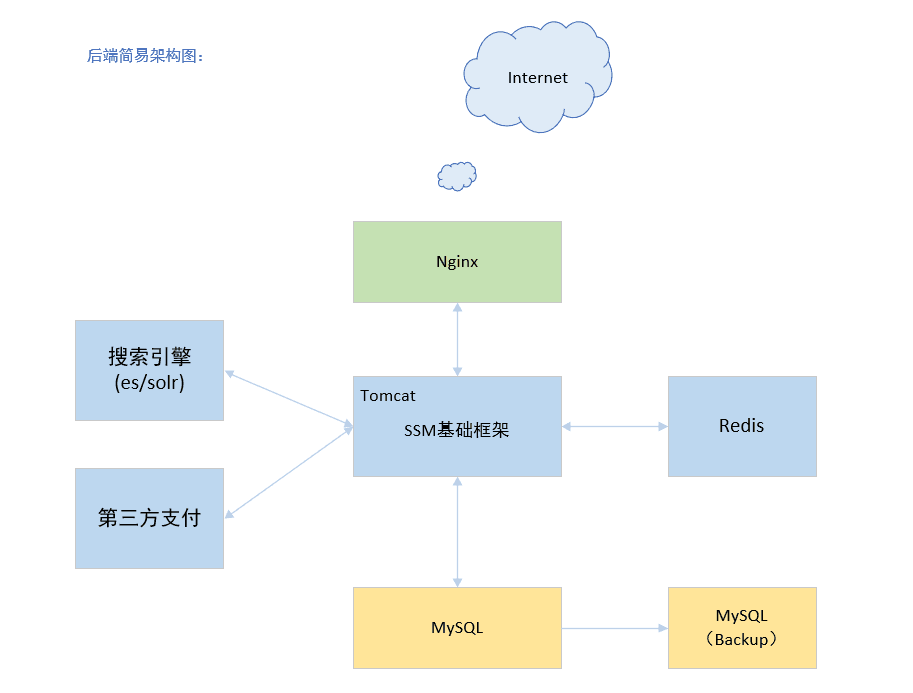 后端简易架构图：
Internet
Nginx
搜索引擎
(es/solr)
Tomcat
SSM基础框架
Redis
第三方支付
MySQL
MySQL
（Backup）